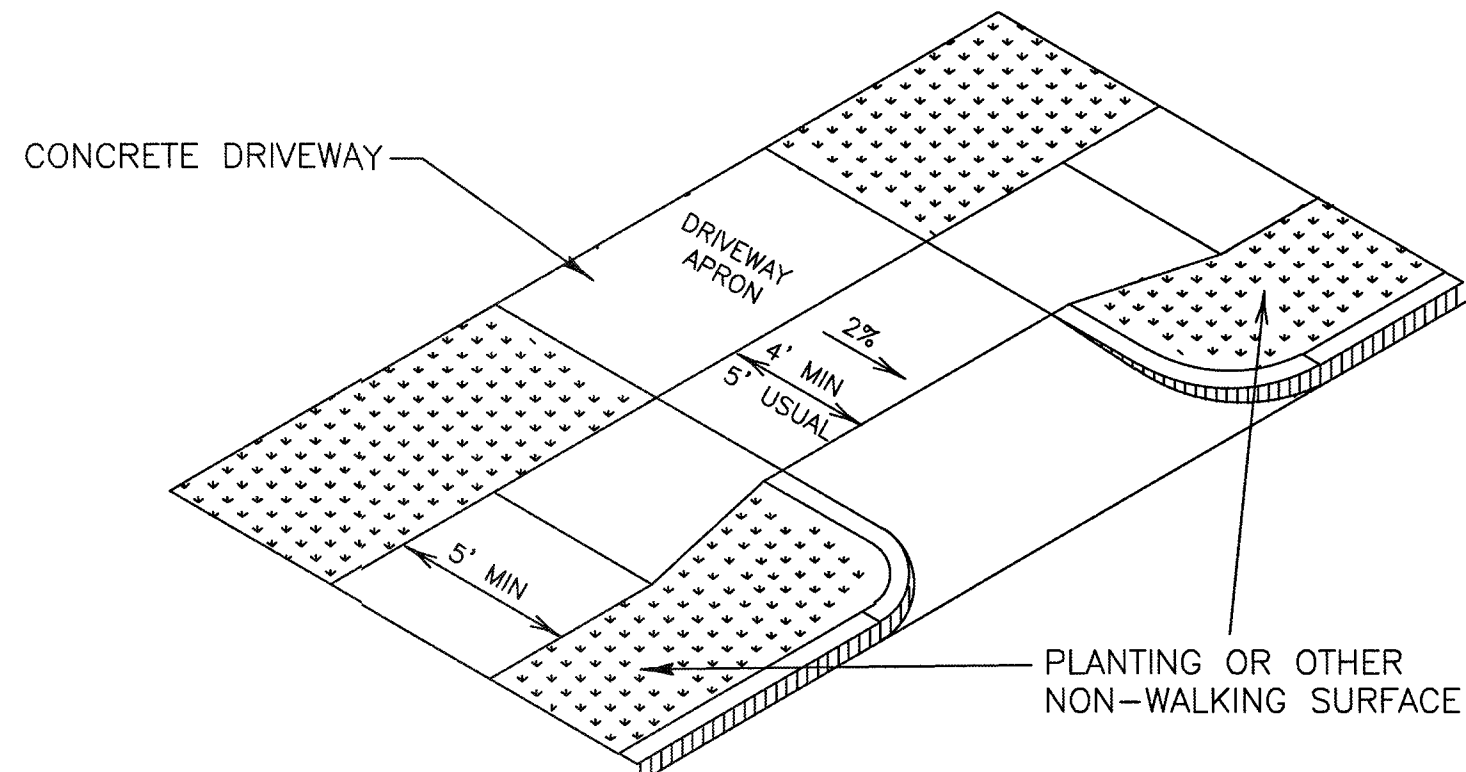 CONCRETE DRIVEWAY
DRIVEWAY
APRON
2%
4' MIN
5' USUAL
5' MIN
PLANTING OR OTHER
NON-WALKING SURFACE